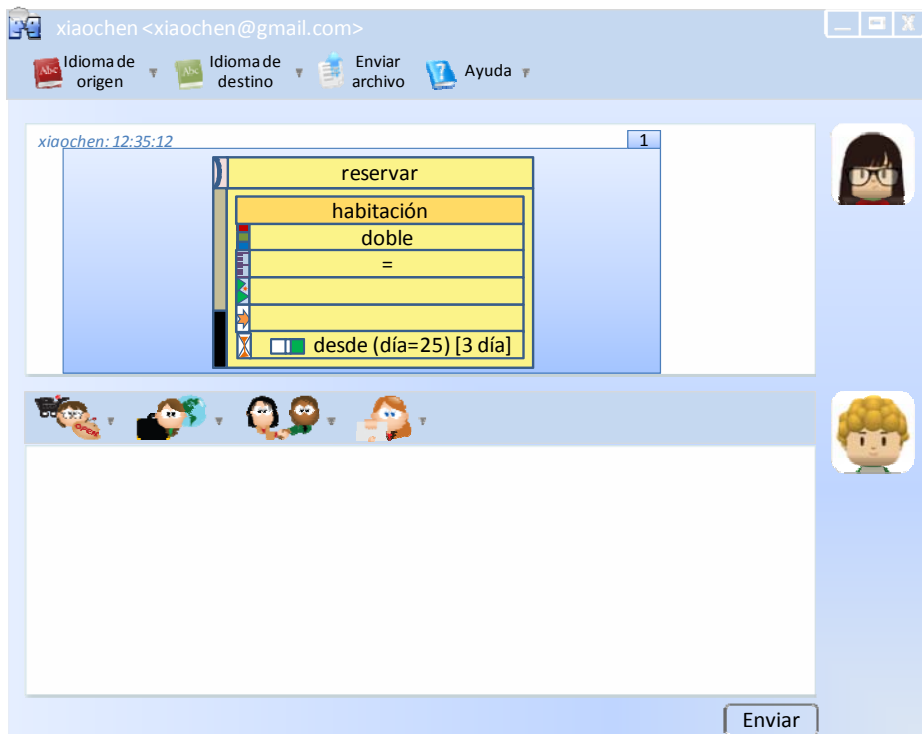 xiaochen <xiaochen@gmail.com>
Idioma de
origen
Idioma de
destino
Enviar
archivo
Ayuda
xiaochen: 12:35:12
1
reservar
habitación
doble
=
desde (día=25) [3 día]
OPEN
Enviar